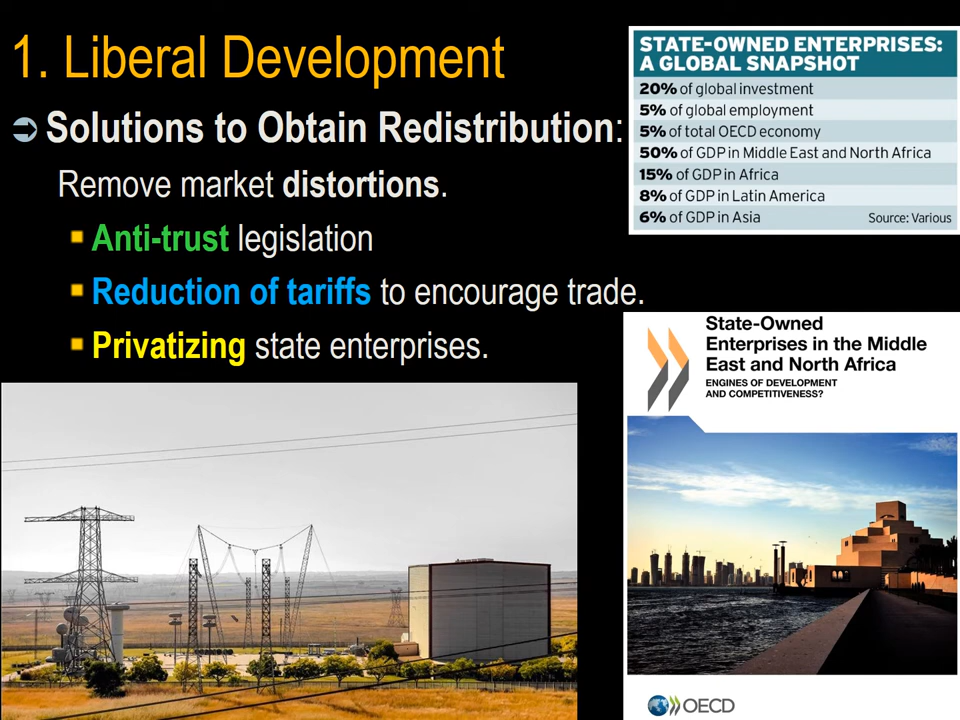 1. Liberal Development
Solutions to Obtain Redistribution:
Remove market distortions.
Anti-trust legislation
Reduction of tariffs to encourage trade.
Privatizing state enterprises.
STATE-OWNED ENTERPRISES:
A GLOBAL SNAPSHOT
20% of global investment
5% of global employment
5% of total OECD economy
50% of GDP in Middle East and North Africa
15% of GDP in Africa
8% of GDP in Latin America
6% of GDP in Asia
Source: Various
State-Owned
Enterprises in the Middle
East and North Africa
ENGINES OF DEVELOPMENT
AND COMPETITIVENESS?
OECD